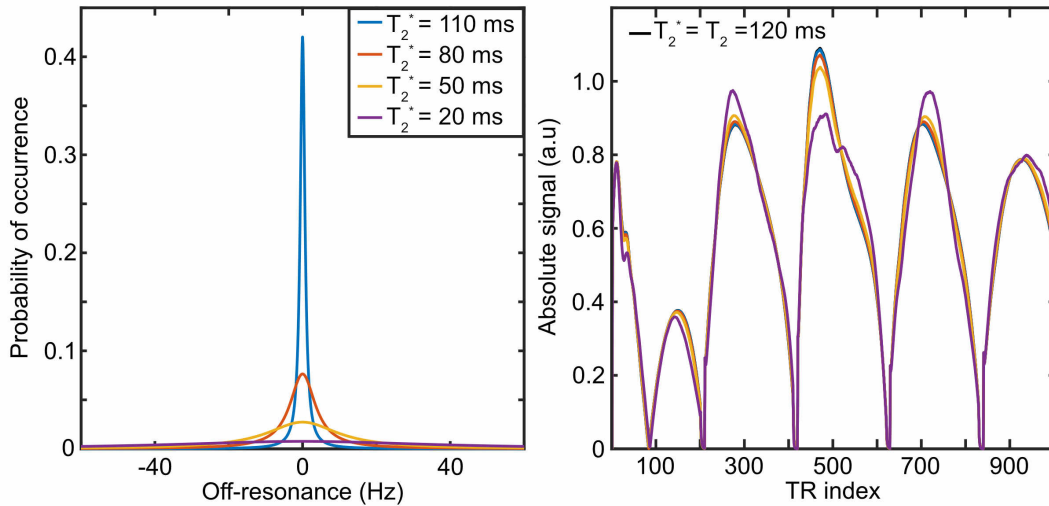 Probability of occurrence
0.4
0.3
0.2
0.1
0
-40
0
40
Off-resonance (Hz)
T2* = 110 ms
T2* = 80 ms
T2* = 50 ms
T2* = 20 ms
Absolute signal (a.u)
1.0
0.8
0.6
0.4
0.2
0
100
300
500
700
900
TR index
T2* = T2 =120 ms